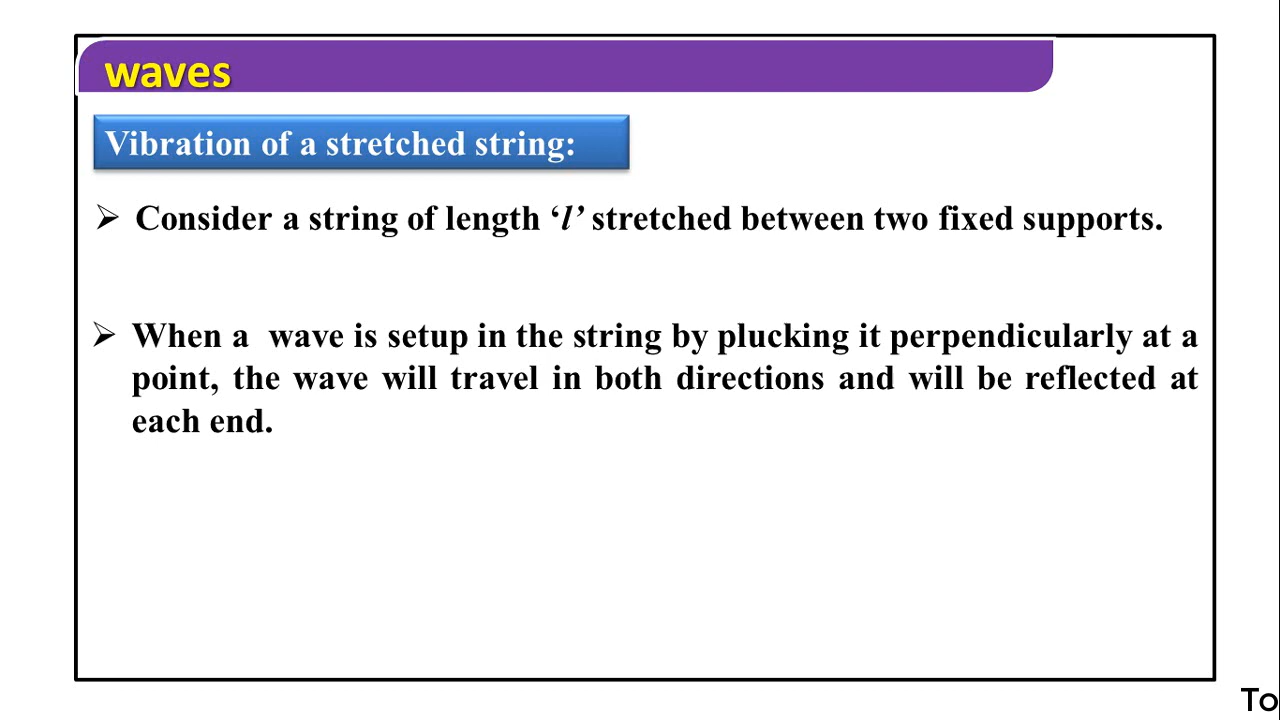 waves
Vibration of a stretched string:
➢ Consider a string of length ‘l’ stretched between two fixed supports.
➢ When a wave is setup in the string by plucking it perpendicularly at a
point, the wave will travel in both directions and will be reflected at
each end.
To